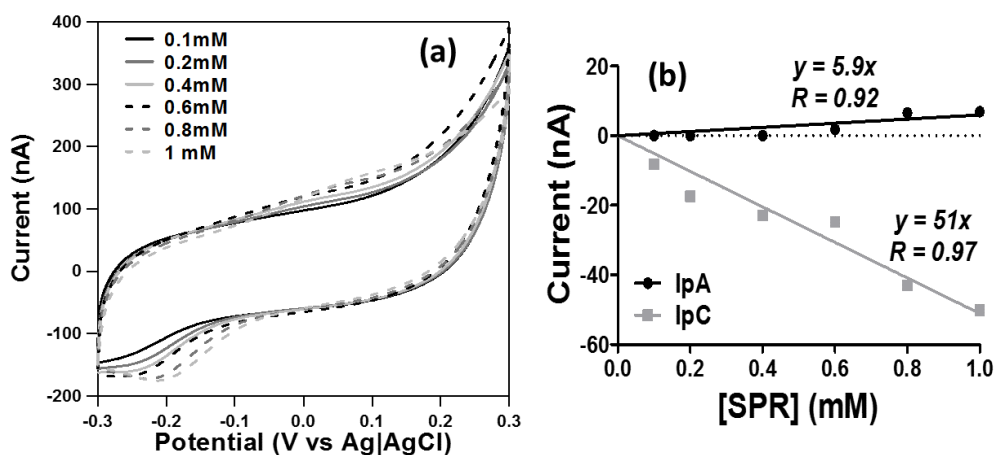 (a)
400
300
200
100
0
-100
-200
Current (nA)
0.1mM
0.2mM
0.4mM
0.6mM
0.8mM
1 mM
-0.3 -0.2 -0.1 -0.0 0.1 0.2 0.3
Potential (V vs Ag|AgCl)
(b)
20
0
-20
-40
-60
Current (nA)
y = 5.9x
R = 0.92
y = 51x
R = 0.97
IpA
IpC
0.0 0.2 0.4 0.6 0.8 1.0
[SPR] (mM)